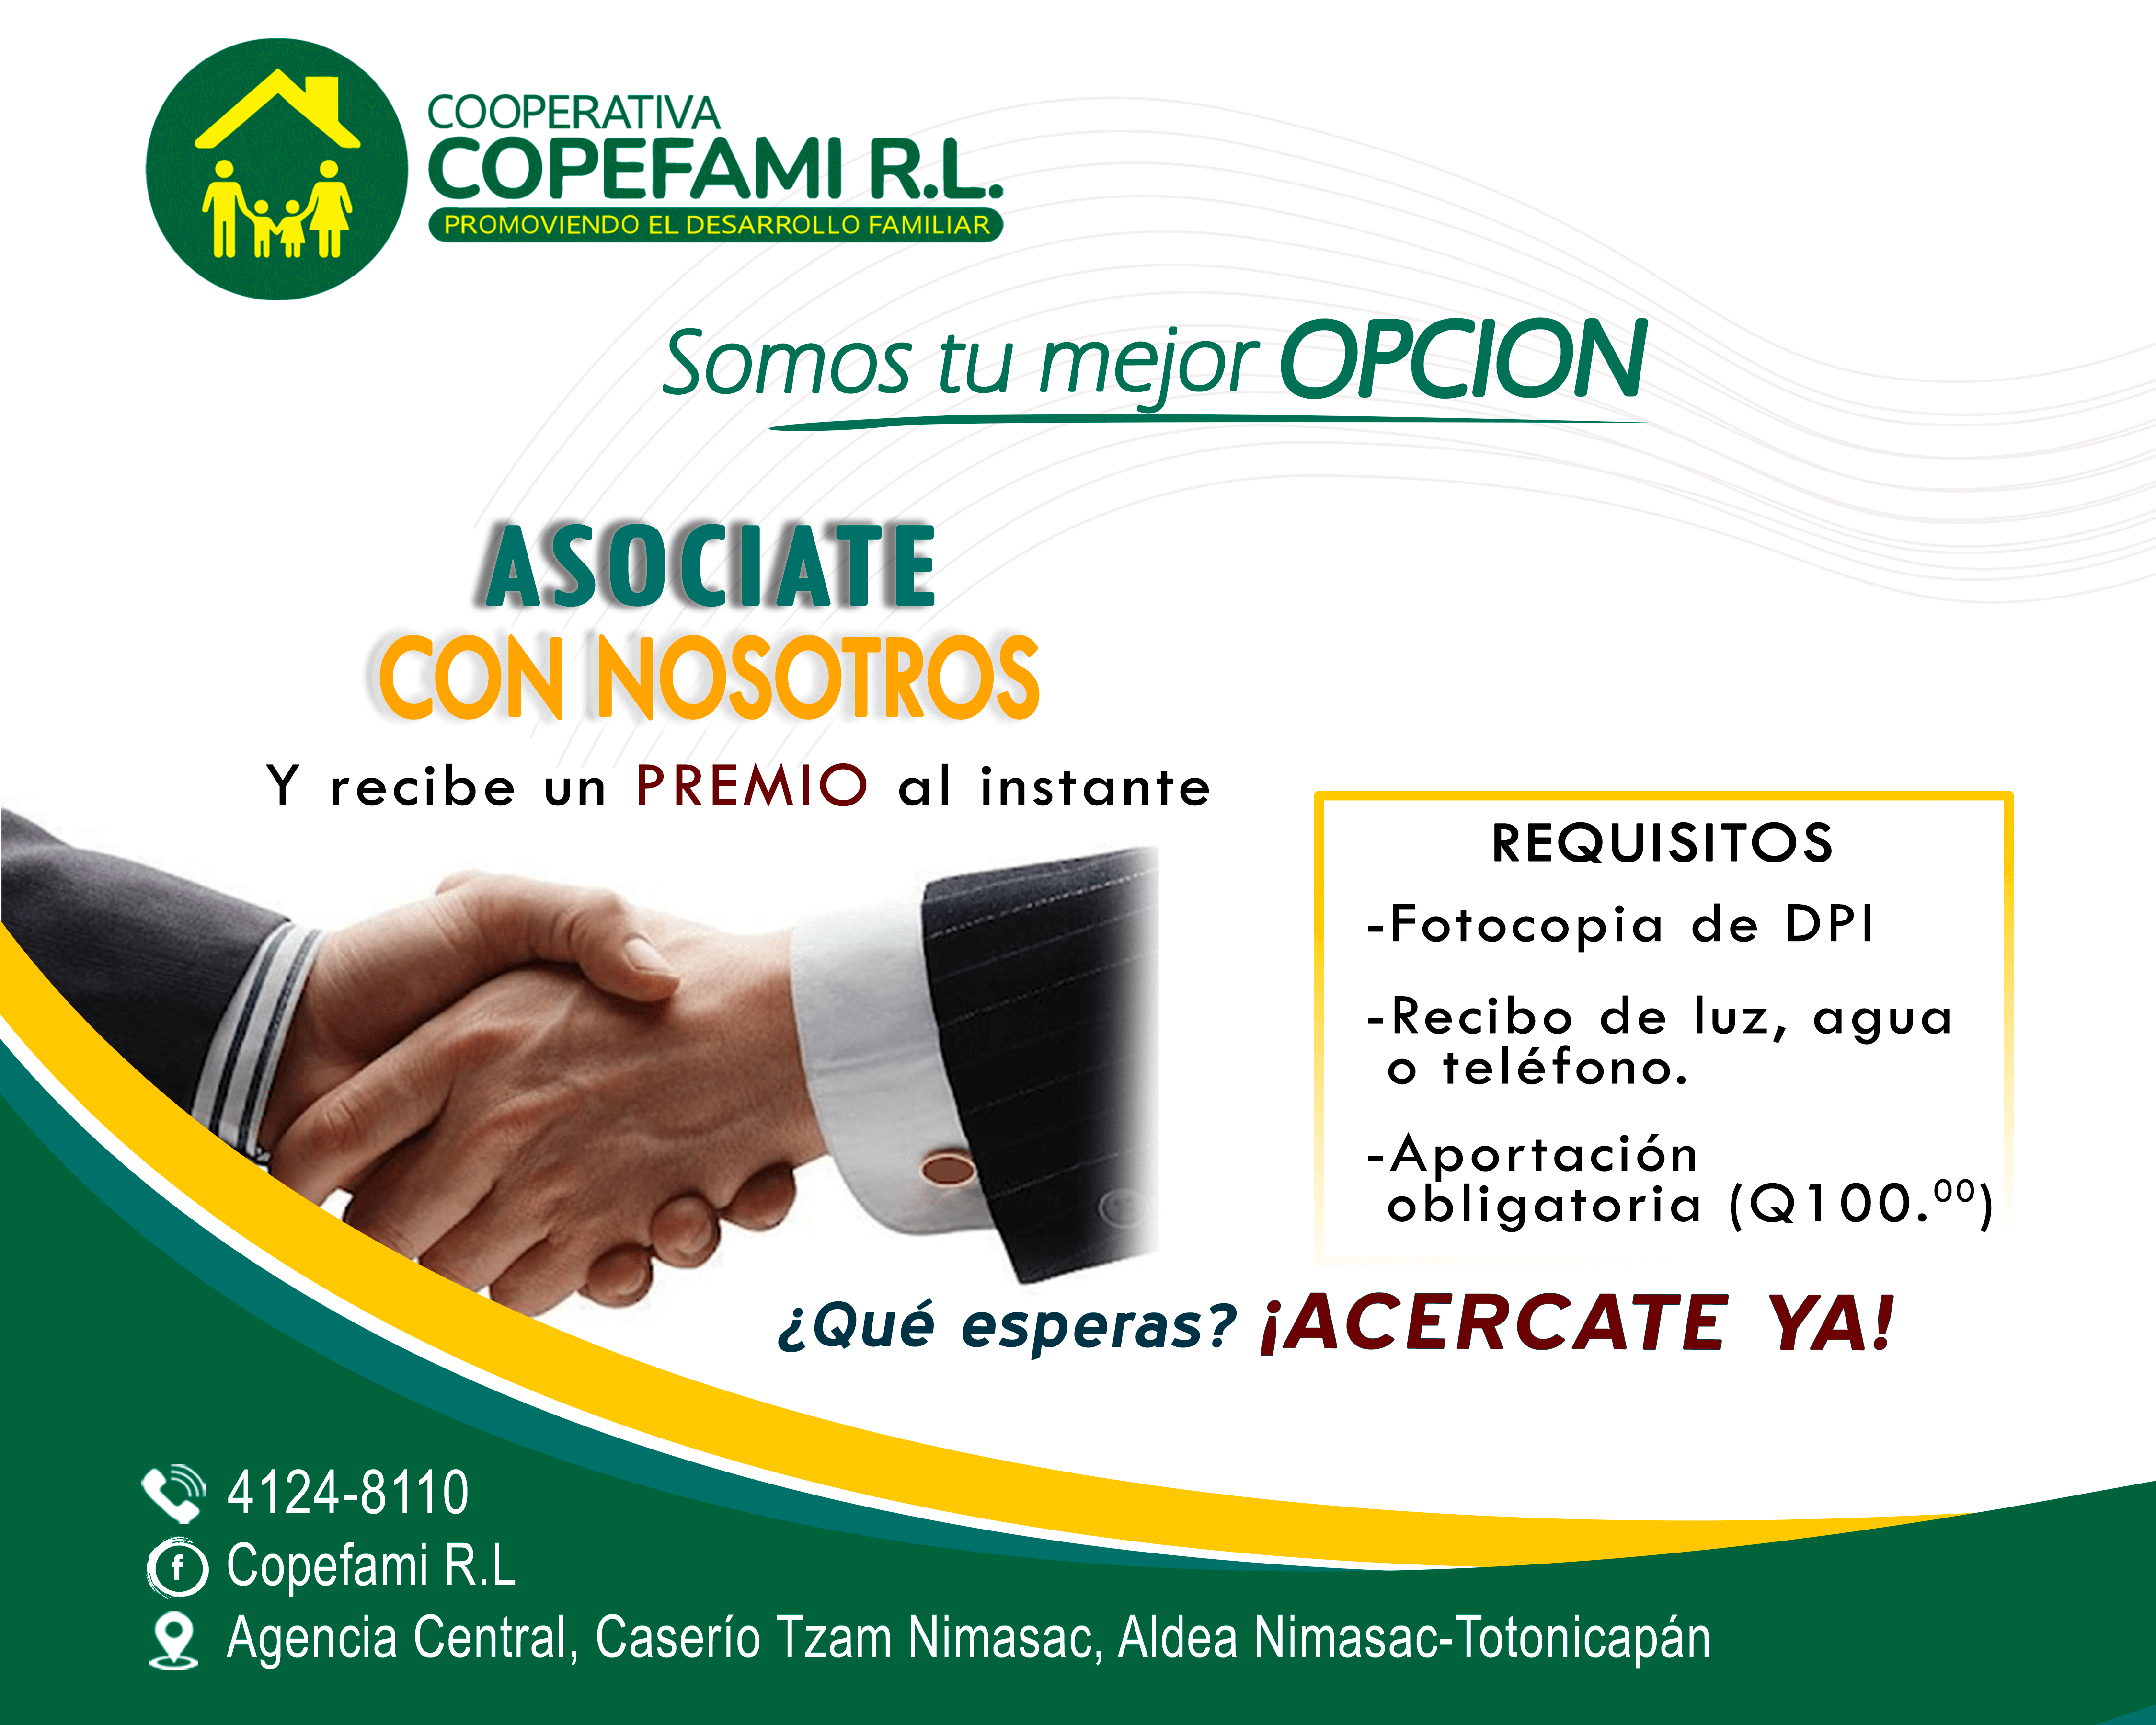 COOPERATIVA
COPEFAMI R.L.
PROMOVIENDO EL DESARROLLO FAMILIAR
Somos tu mejor OPCION
ASOCIATE
CON NOSOTROS
Y recibe un PREMIO al instante
REQUISITOS
-Fotocopia de DPI
-Recibo de luz, agua
o teléfono.
-Aportación
obligatoria (Q100.⁰⁰)
¿Qué esperas? ¡ACERCATE YA!
4124-8110
f Copefami R.L
Agencia Central, Caserío Tzam Nimasac, Aldea Nimasac-Totonicapán